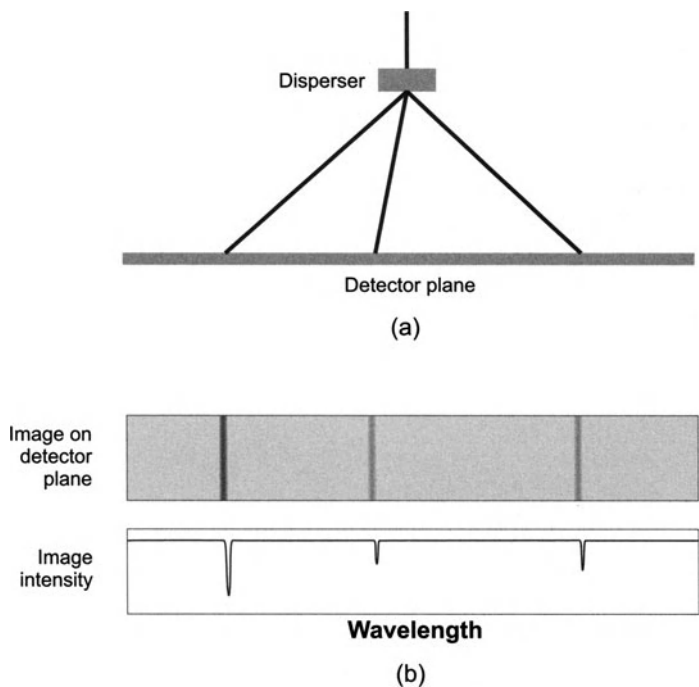 Disperser
Detector plane
(a)
Image on
detector
plane
Image
intensity
Wavelength
(b)